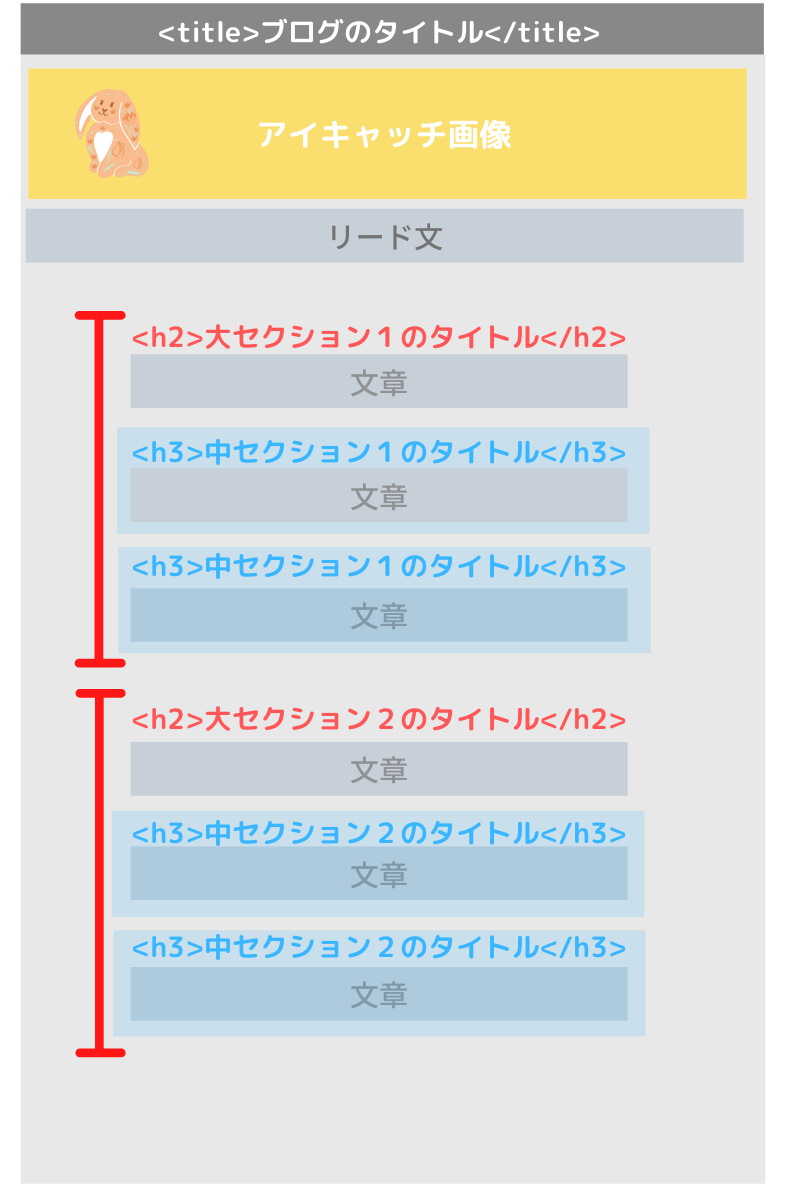 <title>ブログのタイトル</title>
アイキャッチ画像
リード文
<h2>大セクション１のタイトル</h2>
文章
<h3>中セクション１のタイトル</h3>
文章
<h3>中セクション１のタイトル</h3>
文章
<h2>大セクション２のタイトル</h2>
文章
<h3>中セクション２のタイトル</h3>
文章
<h3>中セクション２のタイトル</h3>
文章